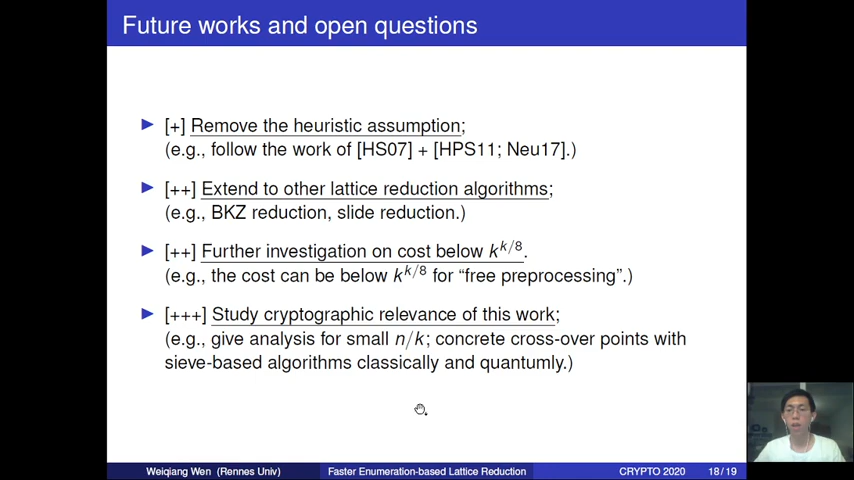 Future works and open questions
[+] Remove the heuristic assumption;
(e.g., follow the work of [HS07] + [HPS11; Neu17].)
[++] Extend to other lattice reduction algorithms;
(e.g., BKZ reduction, slide reduction.)
[++] Further investigation on cost below k^{k/8}.
(e.g., the cost can be below k^{k/8} for “free preprocessing”.)
[+++] Study cryptographic relevance of this work;
(e.g., give analysis for small n/k; concrete cross-over points with
sieve-based algorithms classically and quantumly.)
Weiqiang Wen (Rennes Univ) Faster Enumeration-based Lattice Reduction CRYPTO 2020 18/19